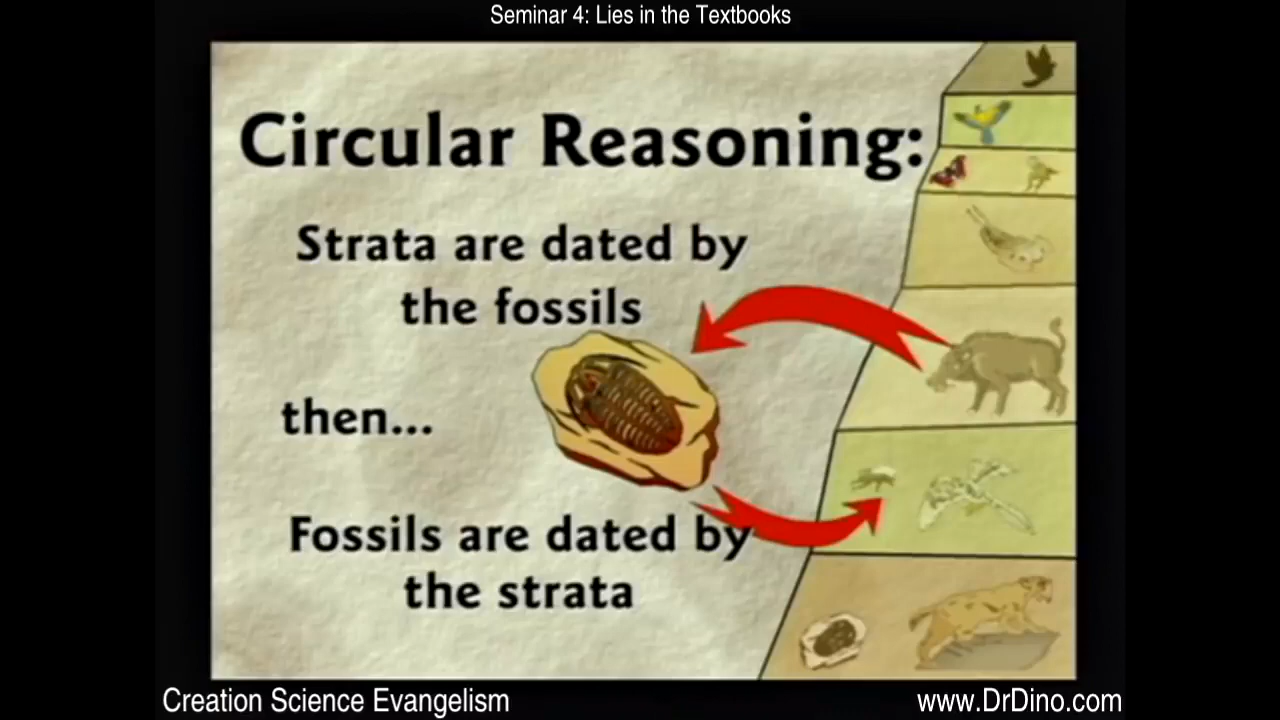 Seminar 4: Lies in the Textbooks
Circular Reasoning:
Strata are dated by
the fossils
then...
Fossils are dated by
the strata
Creation Science Evangelism
www.DrDino.com